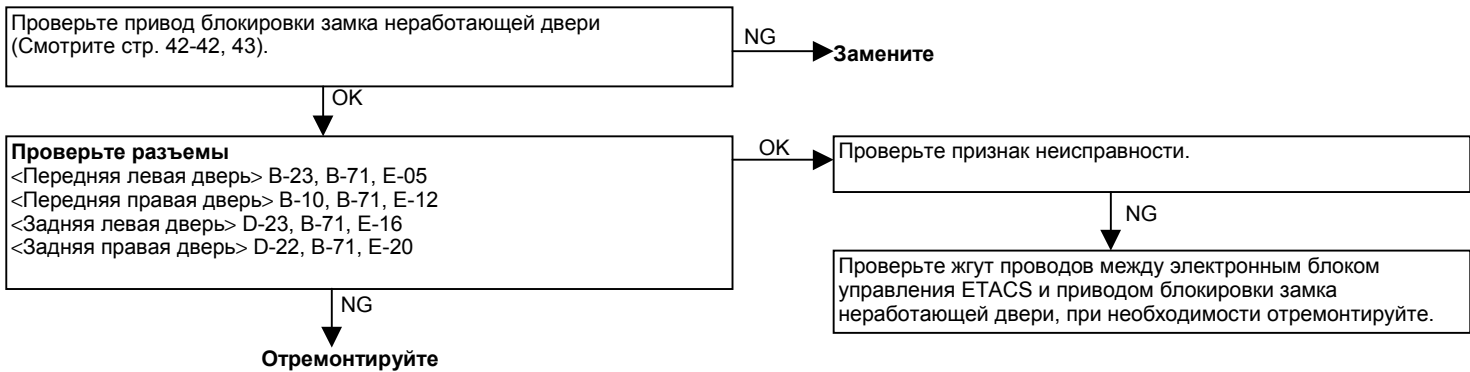 Проверьте привод блокировки замка неработающей двери
(Смотрите стр. 42-42, 43).
NG
Замените
OK
Проверьте разъемы
<Передняя левая дверь> B-23, B-71, E-05
<Передняя правая дверь> B-10, B-71, E-12
<Задняя левая дверь> D-23, B-71, E-16
<Задняя правая дверь> D-22, B-71, E-20
OK
Проверьте признак неисправности.
NG
Проверьте жгут проводов между электронным блоком
управления ETACS и приводом блокировки замка
неработающей двери, при необходимости отремонтируйте.
NG
Отремонтируйте